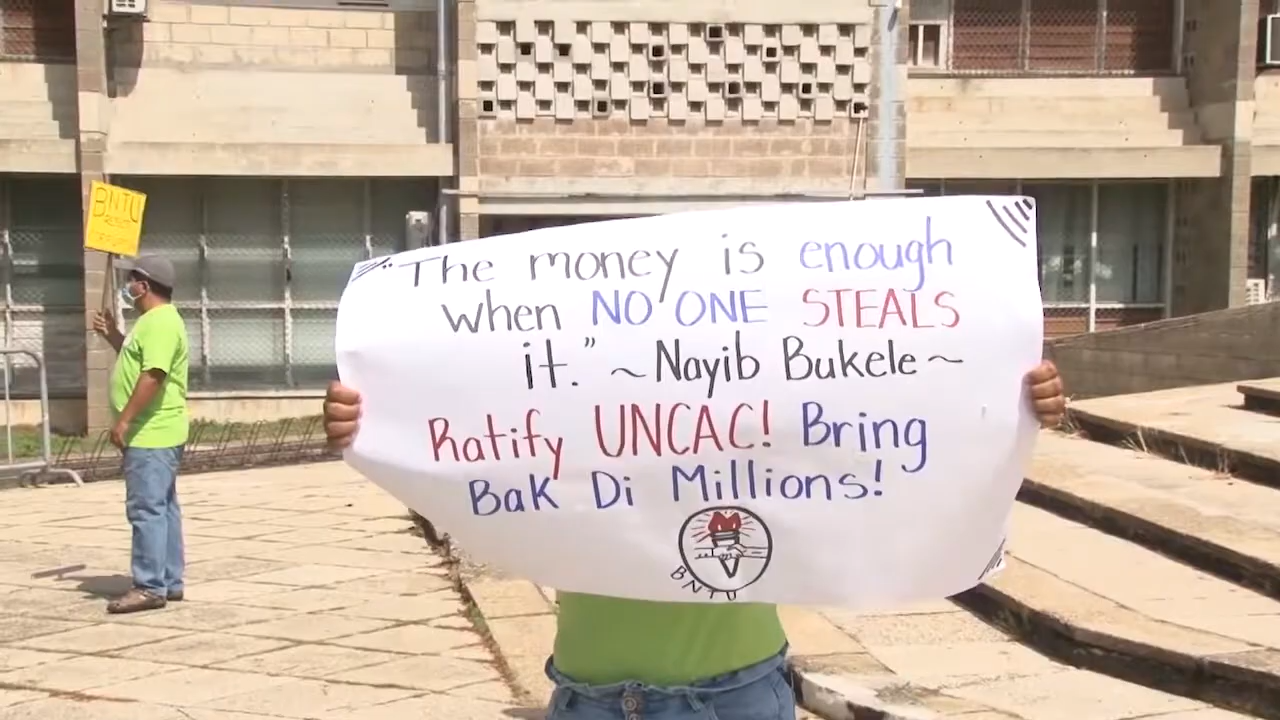 BNTU
"The money is enough
when NO ONE STEALS
it." ~Nayib Bukele~
Ratify UNCAC! Bring
Bak Di Millions!
BNTU